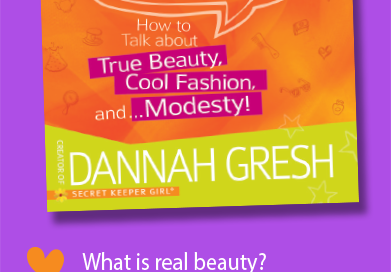 How to
Talk about
True Beauty,
Cool Fashion,
and...Modesty!
CREATOR OF
DANNAH GRESH
SECRET KEEPER GIRL®
What is real beauty?